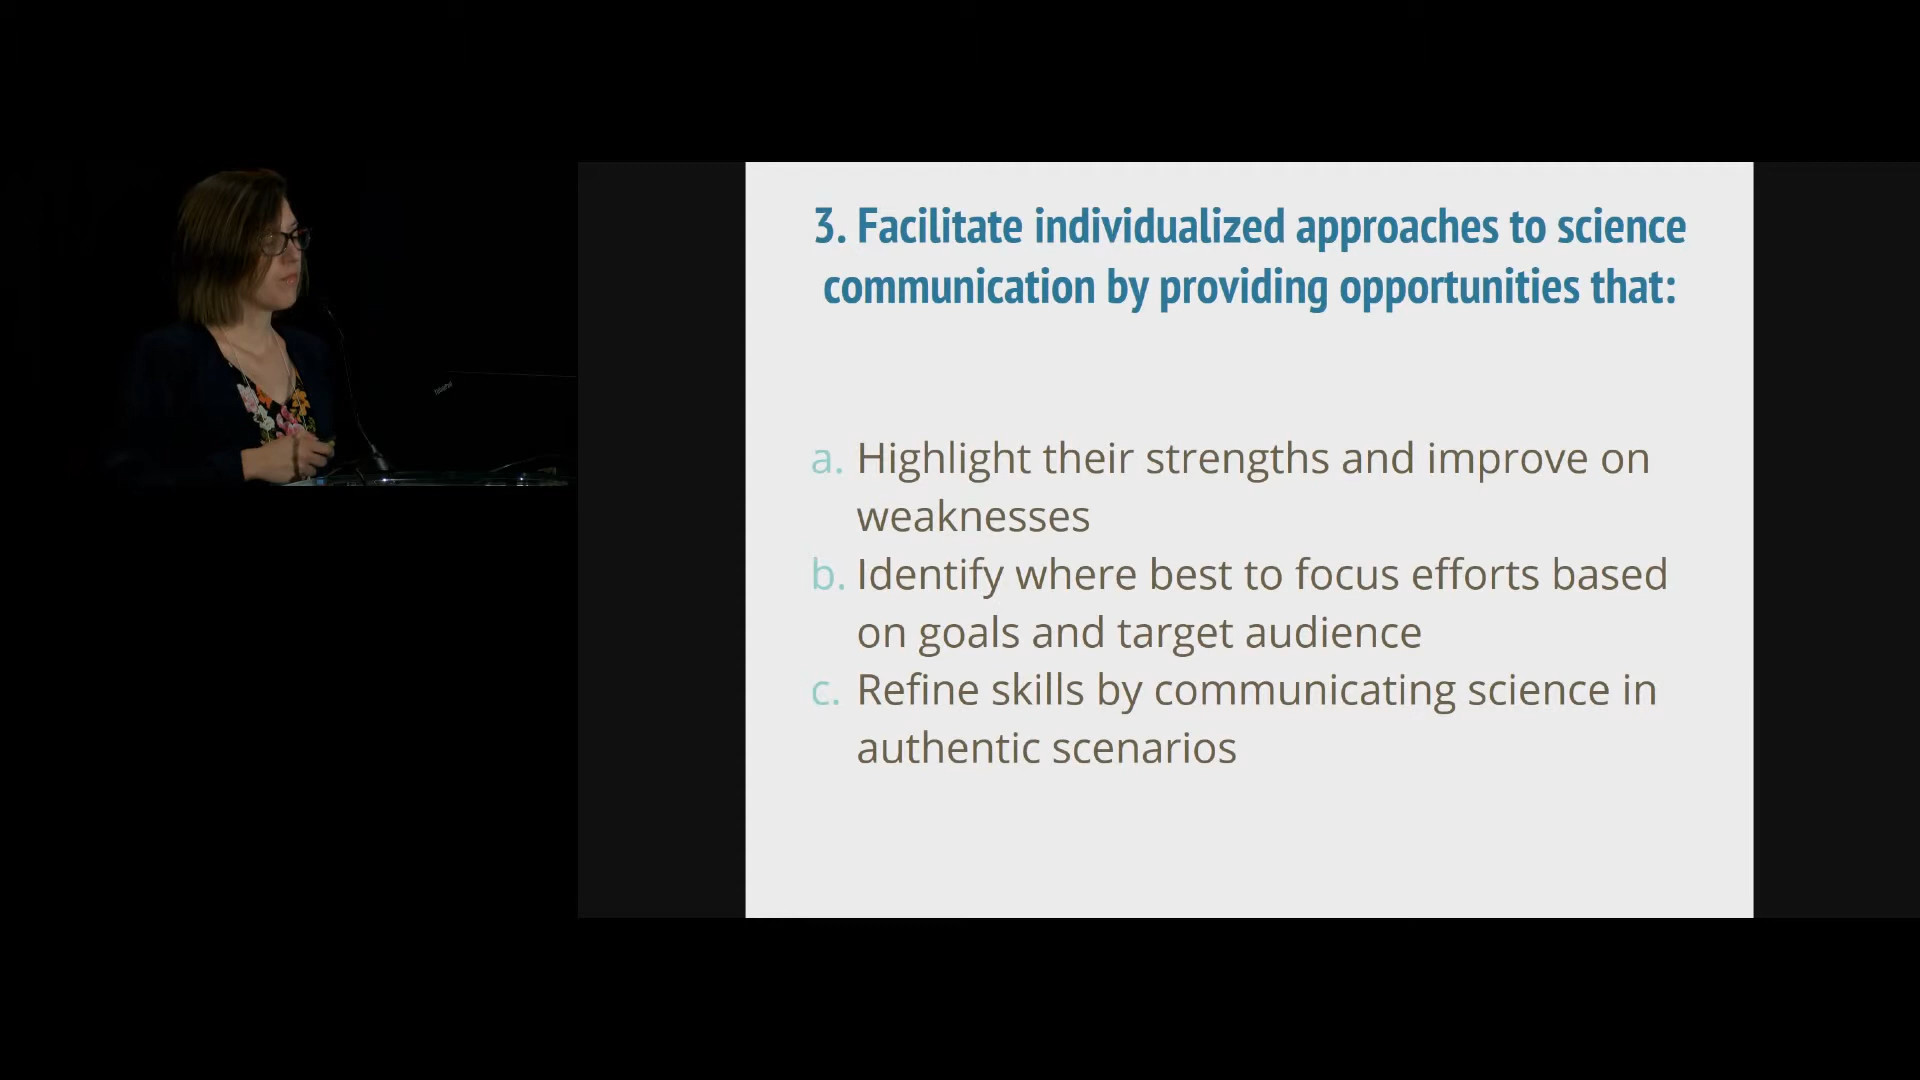 3. Facilitate individualized approaches to science
communication by providing opportunities that:
a. Highlight their strengths and improve on
weaknesses
b. Identify where best to focus efforts based
on goals and target audience
c. Refine skills by communicating science in
authentic scenarios